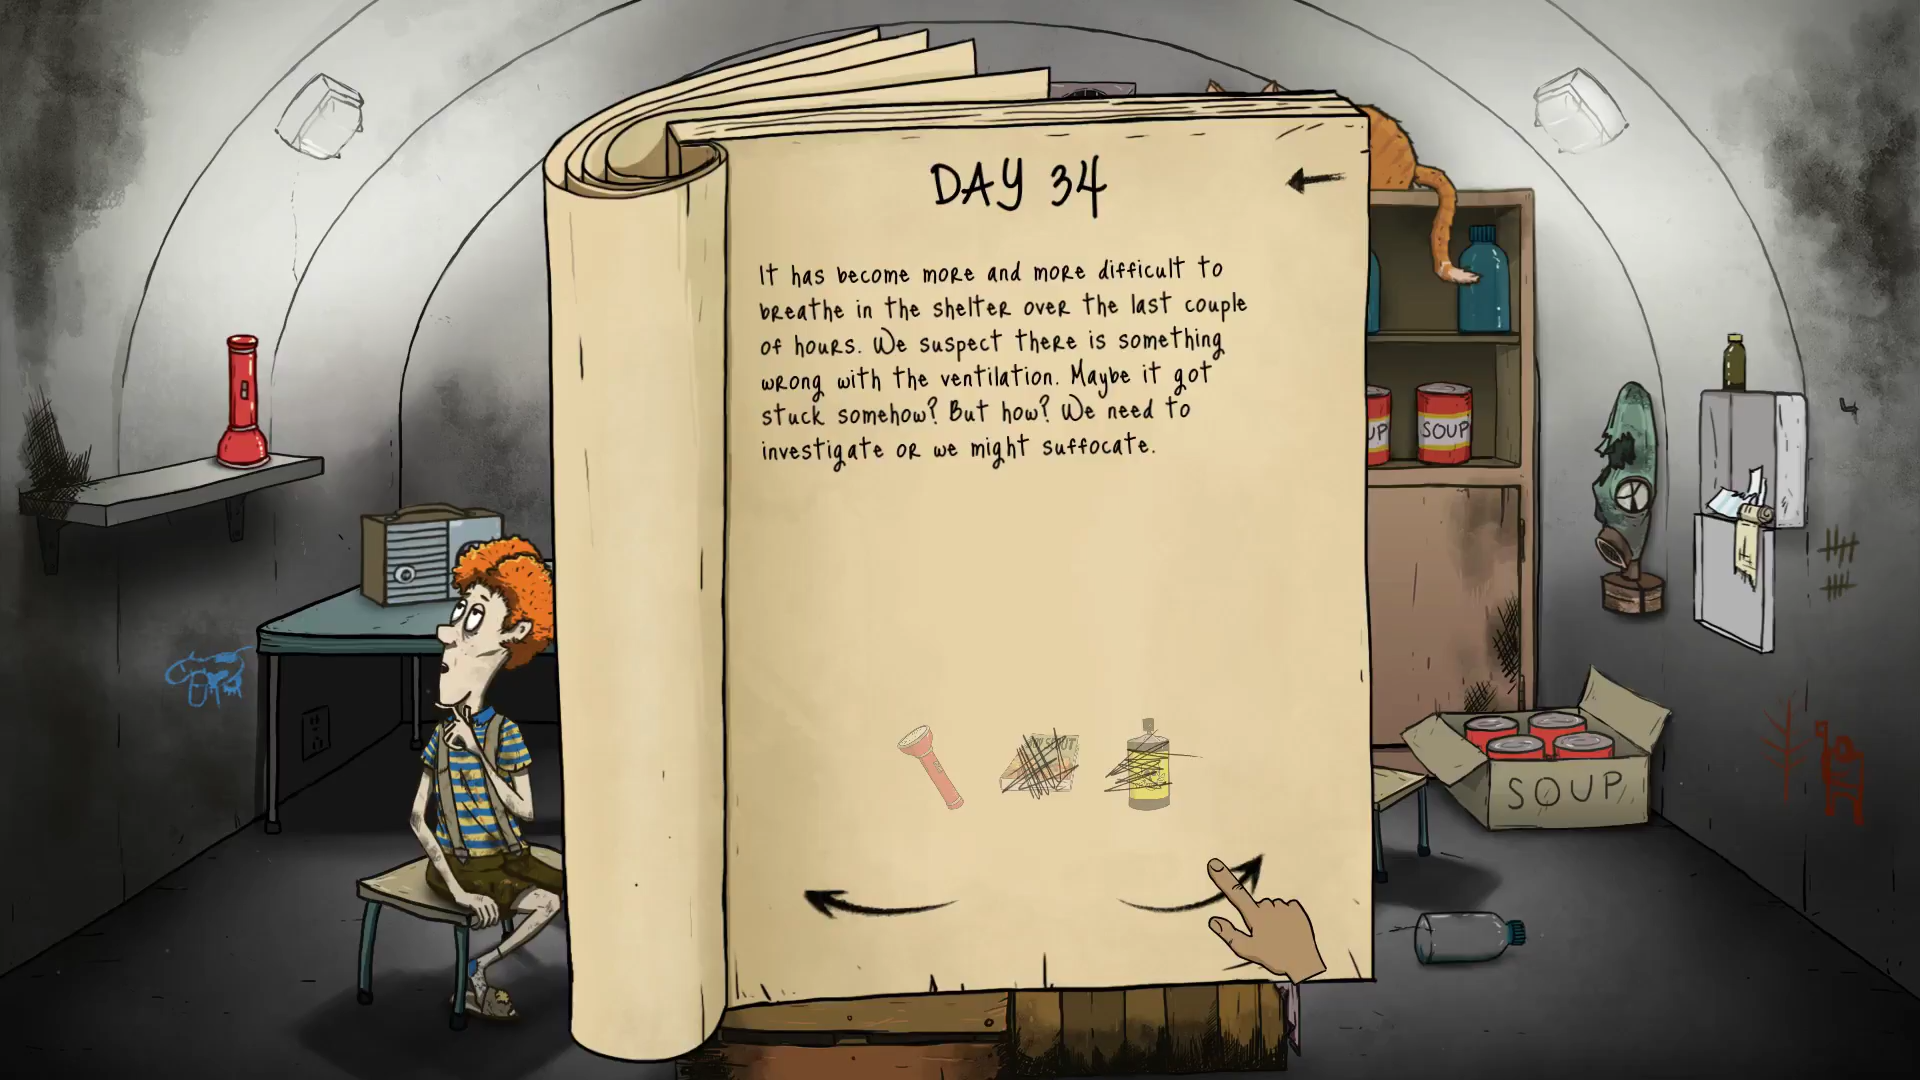 DAY 34
It has become more and more difficult to
breathe in the shelter over the last couple
of hours. We suspect there is something
wrong with the ventilation. Maybe it got
stuck somehow? But how? We need to
investigate or we might suffocate.
SOUP
SOUP